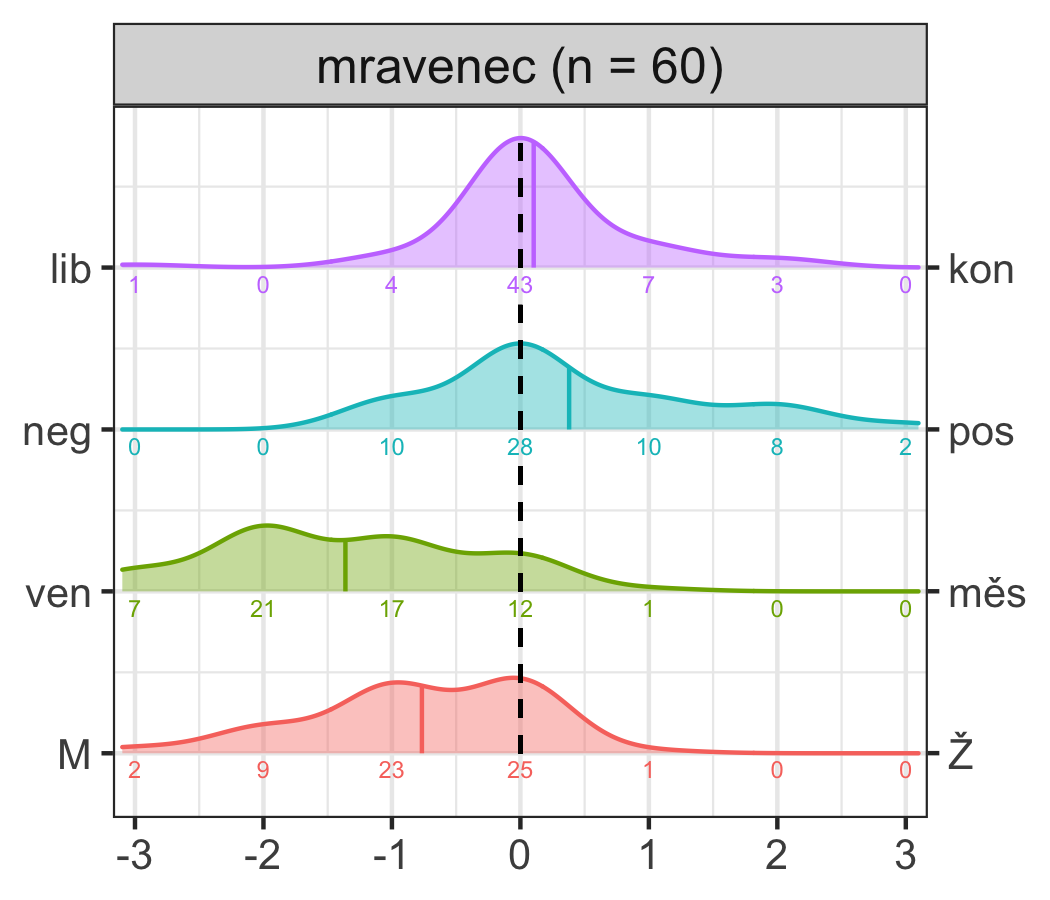 mravenec (n = 60)
lib kon
1 0 4 43 7 3 0
neg pos
0 0 10 28 10 8 2
ven měs
7 21 17 12 1 0 0
M Ž
2 9 23 25 1 0 0
-3 -2 -1 0 1 2 3